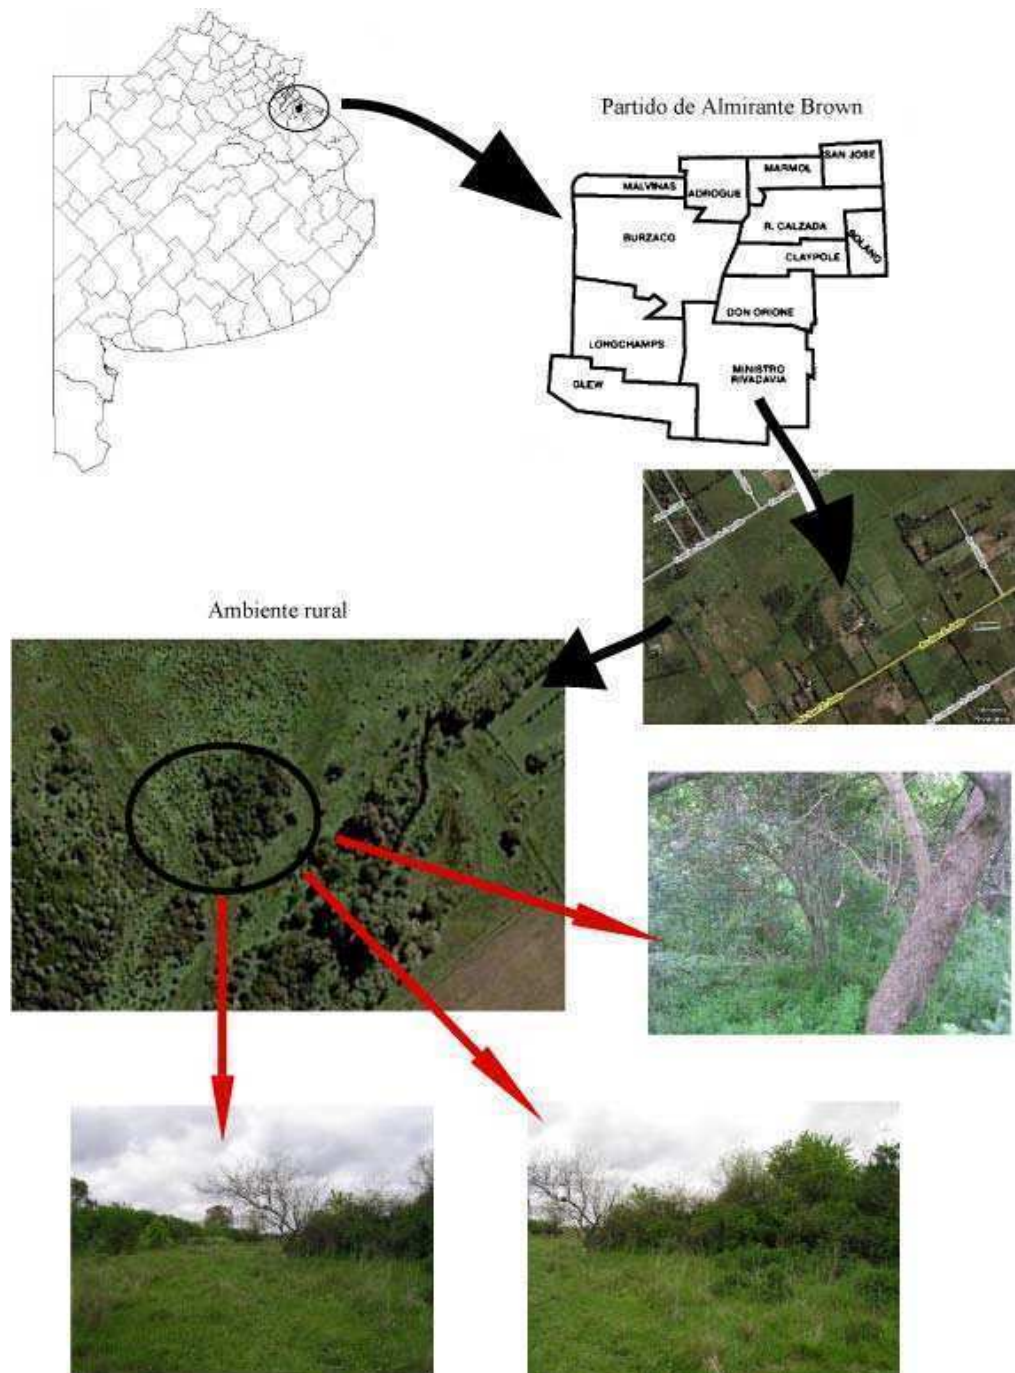 Partido de Almirante Brown
SAN JOSE
MARMOL
MALVINAS
ADROGUE
R. CALZADA
BURZACO
SOLANO
CLAYPOLE
DON ORIONE
LONGCHAMPS
MINISTRO
RIVADAVIA
GLEW
Ambiente rural